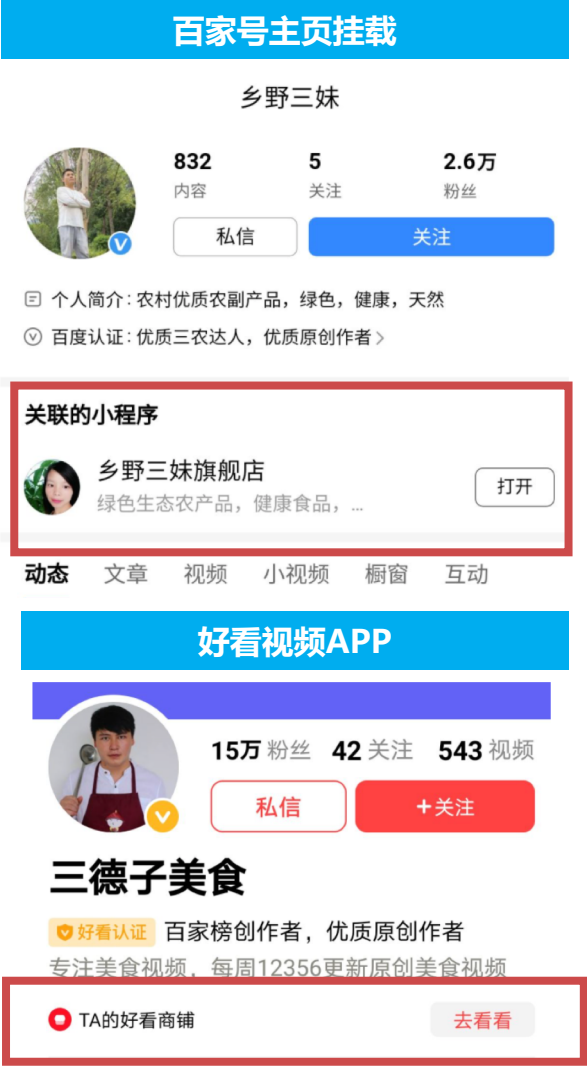 百家号主页挂载
乡野三妹
832 5 2.6万
内容 关注 粉丝
私信 关注
个人简介:农村优质农副产品，绿色，健康，天然
百度认证:优质三农达人，优质原创作者
关联的小程序
乡野三妹旗舰店
绿色生态农产品，健康食品，...
打开
动态 文章 视频 小视频 橱窗 互动
好看视频APP
15万 粉丝 42 关注 543 视频
私信 +关注
三德子美食
好看认证 百家榜创作者，优质原创作者
专注美食视频，每周12356更新原创美食视频
TA的好看商铺 去看看